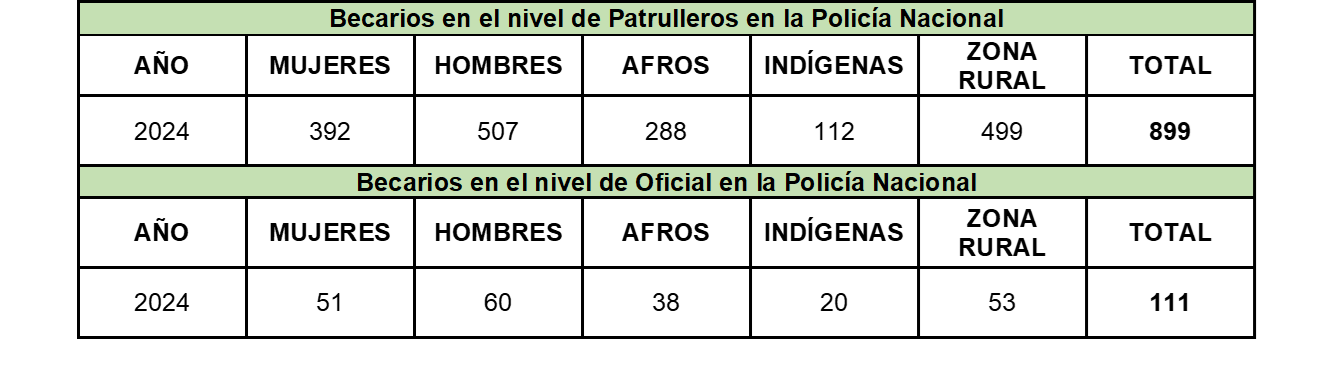 Becarios en el nivel de Patrulleros en la Policía Nacional
AÑO MUJERES HOMBRES AFROS INDÍGENAS ZONA RURAL TOTAL
2024 392 507 288 112 499 899
Becarios en el nivel de Oficial en la Policía Nacional
AÑO MUJERES HOMBRES AFROS INDÍGENAS ZONA RURAL TOTAL
2024 51 60 38 20 53 111